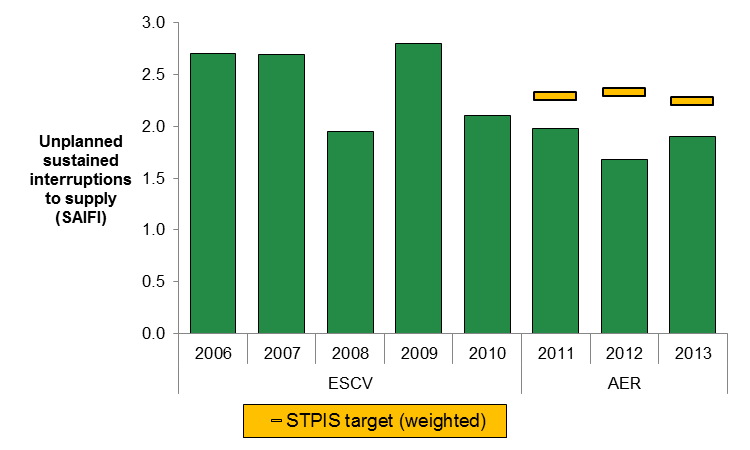 3.0
2.5
2.0
1.5
1.0
0.5
0.0
Unplanned
sustained
interruptions
to supply
(SAIFI)
2006 2007 2008 2009 2010 2011 2012 2013
ESCV AER
STPIS target (weighted)